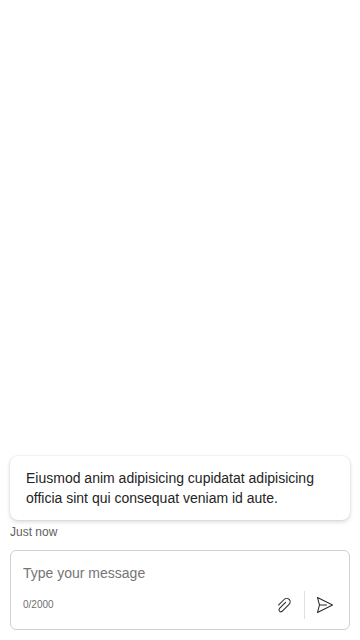 Eiusmod anim adipisicing cupidatat adipisicing
officia sint qui consequat veniam id aute.
Just now
Type your message
0/2000